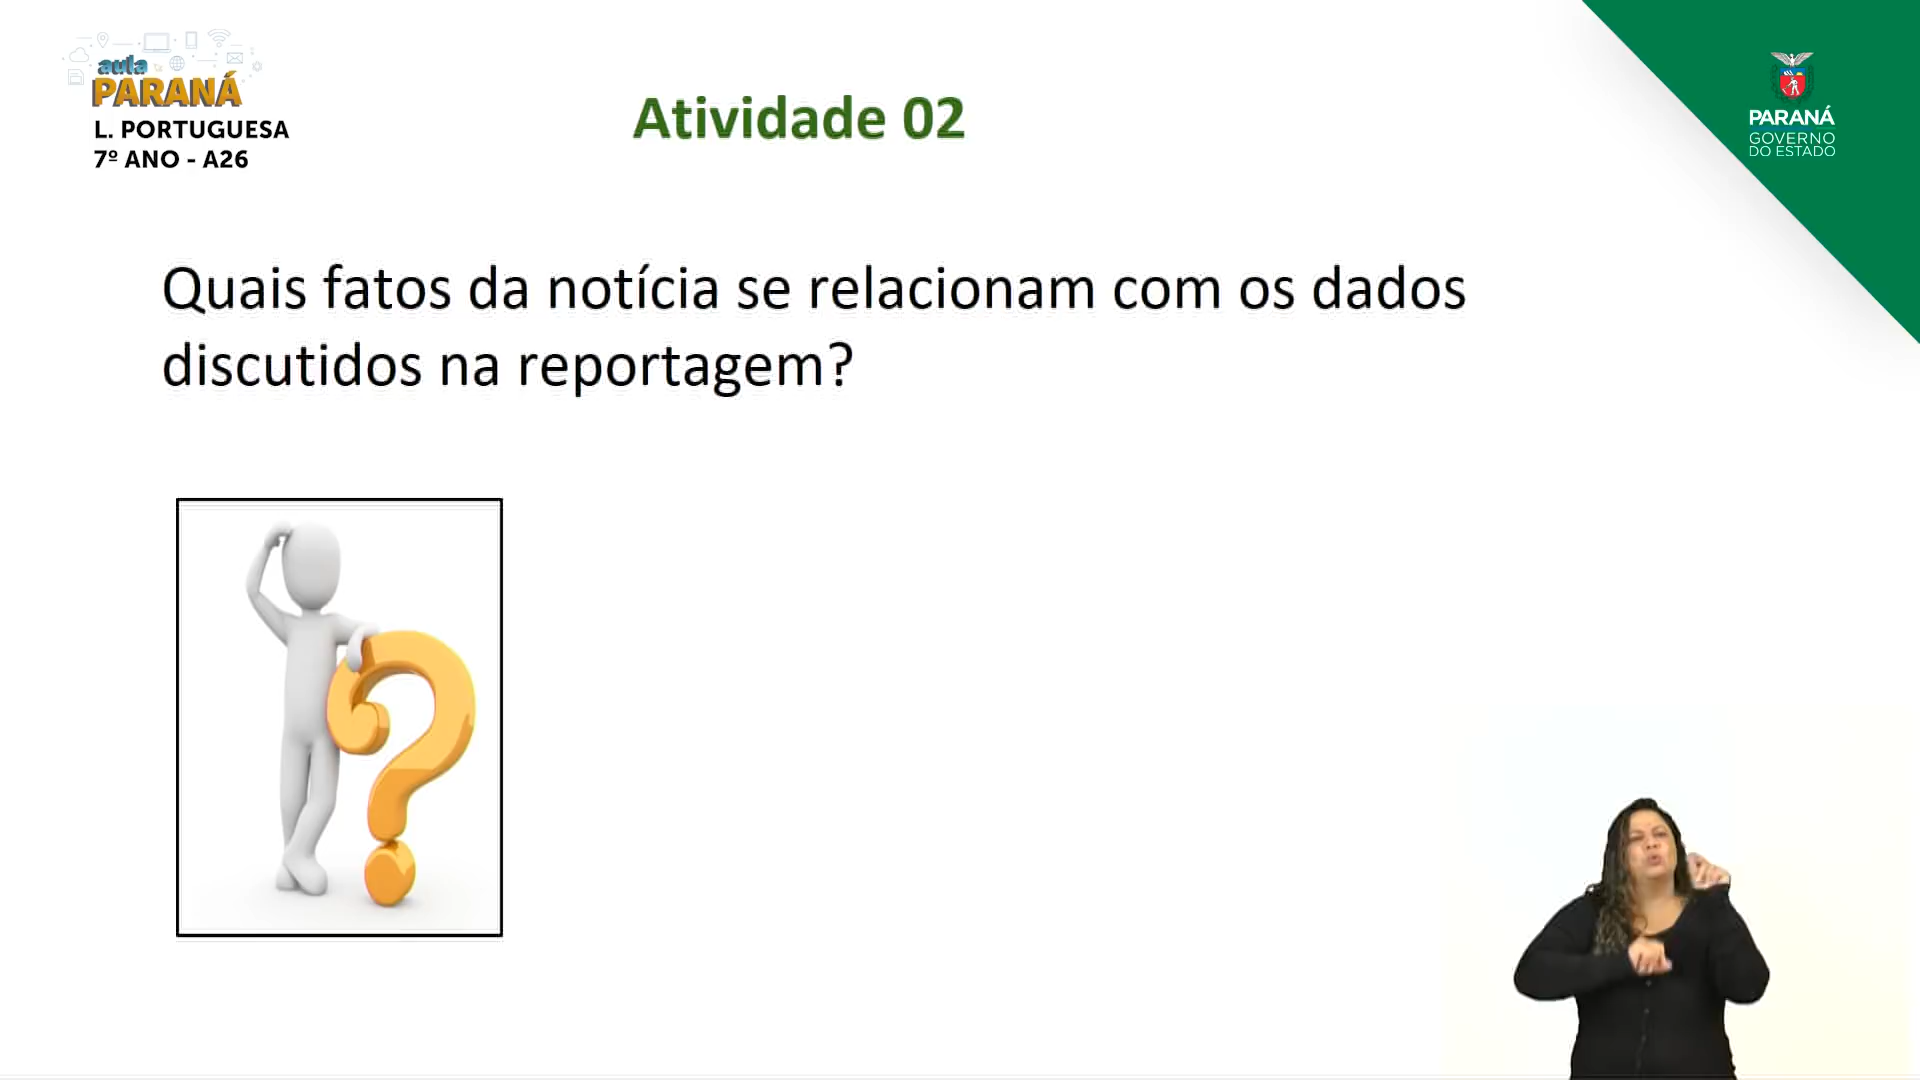 aula
PARANÁ
L. PORTUGUESA
7º ANO - A26
Atividade 02
PARANÁ
GOVERNO
DO ESTADO
Quais fatos da notícia se relacionam com os dados
discutidos na reportagem?